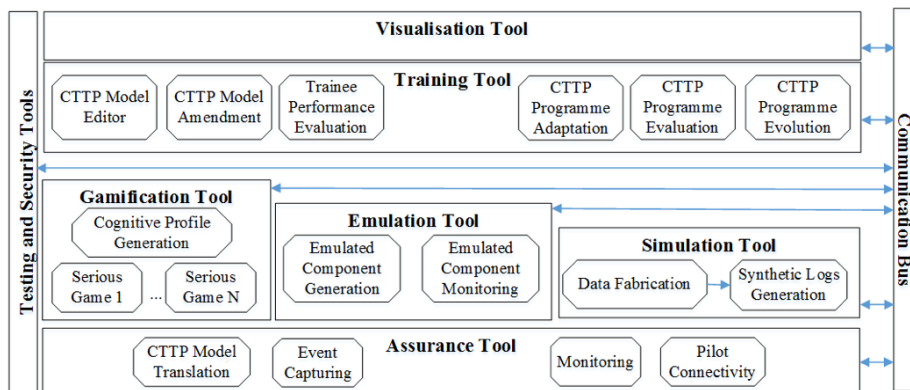 Testing and Security Tools
Visualisation Tool
Training Tool
CTTP Model
Editor
CTTP Model
Amendment
Trainee
Performance
Evaluation
CTTP
Programme
Adaptation
CTTP
Programme
Evaluation
CTTP
Programme
Evolution
Gamification Tool
Cognitive Profile
Generation
Serious
Game 1
...
Serious
Game N
Emulation Tool
Emulated
Component
Generation
Emulated
Component
Monitoring
Simulation Tool
Data Fabrication
Synthetic Logs
Generation
Assurance Tool
CTTP Model
Translation
Event
Capturing
Monitoring
Pilot
Connectivity
Communication Bus